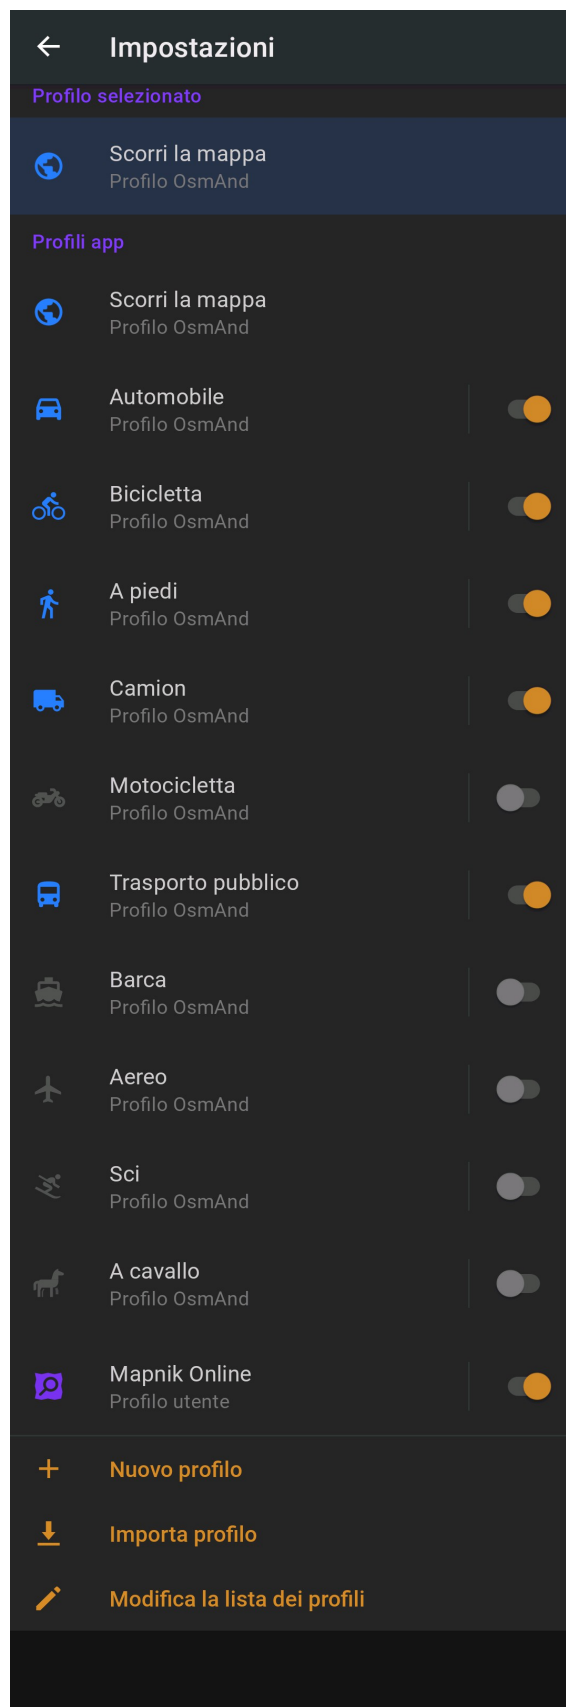 Impostazioni
Profilo selezionato
Scorri la mappa
Profilo OsmAnd
Profili app
Scorri la mappa
Profilo OsmAnd
Automobile
Profilo OsmAnd
Bicicletta
Profilo OsmAnd
A piedi
Profilo OsmAnd
Camion
Profilo OsmAnd
Motocicletta
Profilo OsmAnd
Trasporto pubblico
Profilo OsmAnd
Barca
Profilo OsmAnd
Aereo
Profilo OsmAnd
Sci
Profilo OsmAnd
A cavallo
Profilo OsmAnd
Mapnik Online
Profilo utente
Nuovo profilo
Importa profilo
Modifica la lista dei profili